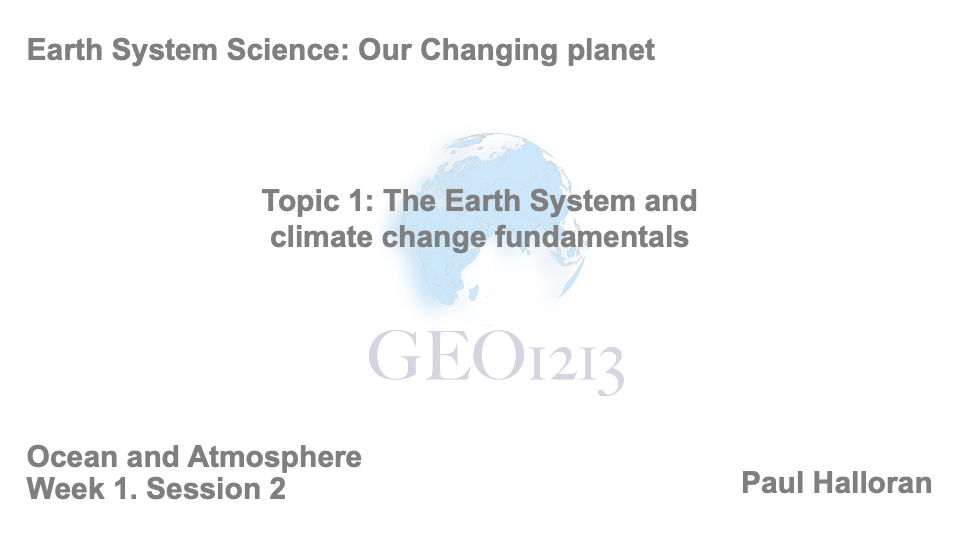 Earth System Science: Our Changing planet
Topic 1: The Earth System and
climate change fundamentals
GEO1213
Ocean and Atmosphere
Week 1. Session 2
Paul Halloran